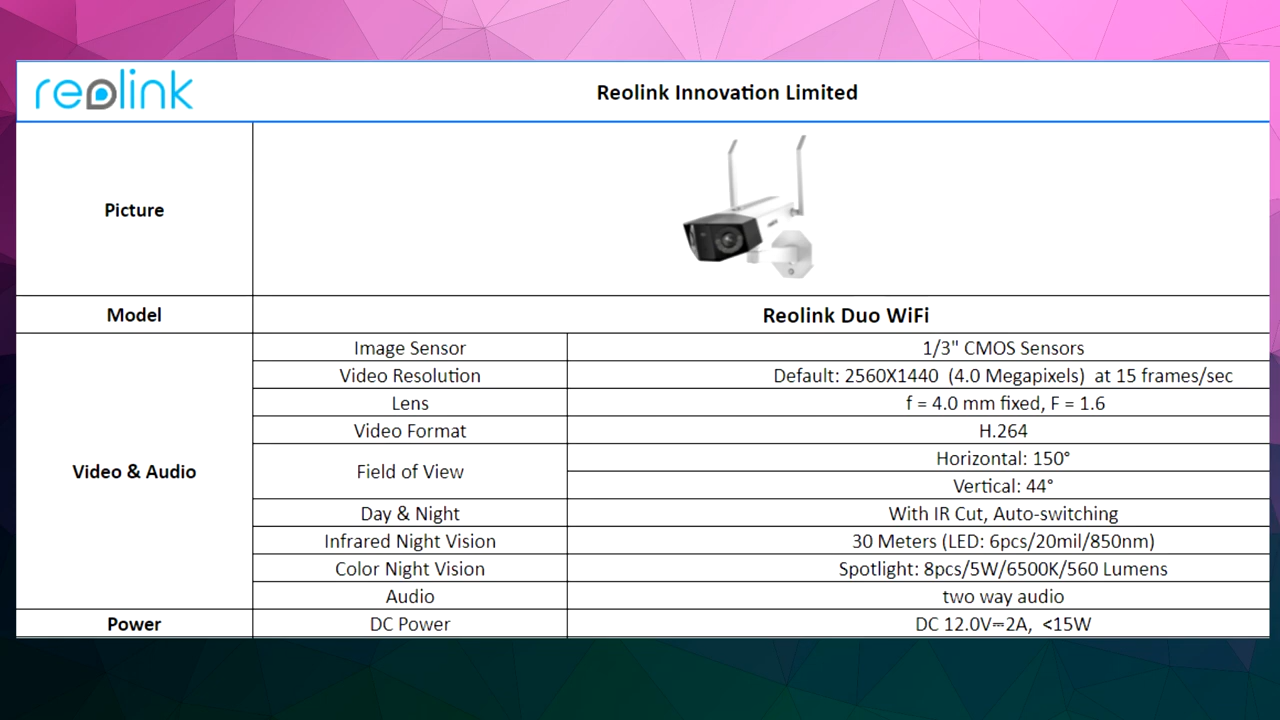 reolink
Reolink Innovation Limited
Picture
Model
Reolink Duo WiFi
Video & Audio
Image Sensor
1/3" CMOS Sensors
Video Resolution
Default: 2560X1440 (4.0 Megapixels) at 15 frames/sec
Lens
f = 4.0 mm fixed, F = 1.6
Video Format
H.264
Field of View
Horizontal: 150°
Vertical: 44°
Day & Night
With IR Cut, Auto-switching
Infrared Night Vision
30 Meters (LED: 6pcs/20mil/850nm)
Color Night Vision
Spotlight: 8pcs/5W/6500K/560 Lumens
Audio
two way audio
Power
DC Power
DC 12.0V⎓2A, <15W